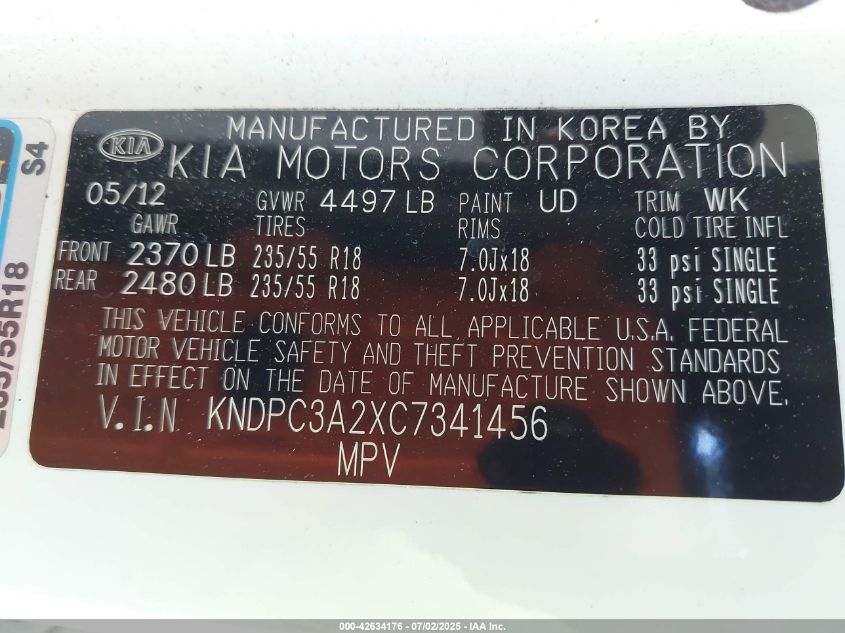 KIA
MANUFACTURED IN KOREA BY
KIA MOTORS CORPORATION
05/12 GVWR 4497 LB PAINT UD TRIM WK
GAWR TIRES RIMS COLD TIRE INFL
FRONT 2370 LB 235/55 R18 7.0Jx18 33 psi SINGLE
REAR 2480 LB 235/55 R18 7.0Jx18 33 psi SINGLE
THIS VEHICLE CONFORMS TO ALL APPLICABLE U.S.A. FEDERAL
MOTOR VEHICLE SAFETY AND THEFT PREVENTION STANDARDS
IN EFFECT ON THE DATE OF MANUFACTURE SHOWN ABOVE.
V.I.N KNDPC3A2XC7341456
MPV
S4
000-42634176 - 07/02/2025 - IAA Inc.